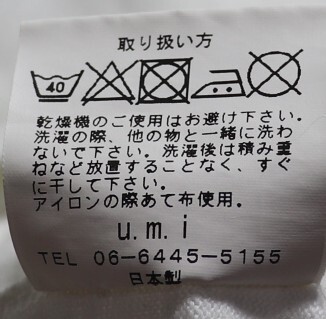 取り扱い方
40
乾燥機のご使用はお避け下さい。
洗濯の際、他の物と一緒に洗わ
ないで下さい。洗濯後は積み重
ねなど放置することなく、すぐ
に干して下さい。
アイロンの際あて布使用。
u.m.i
TEL 06-6445-5155
日本製